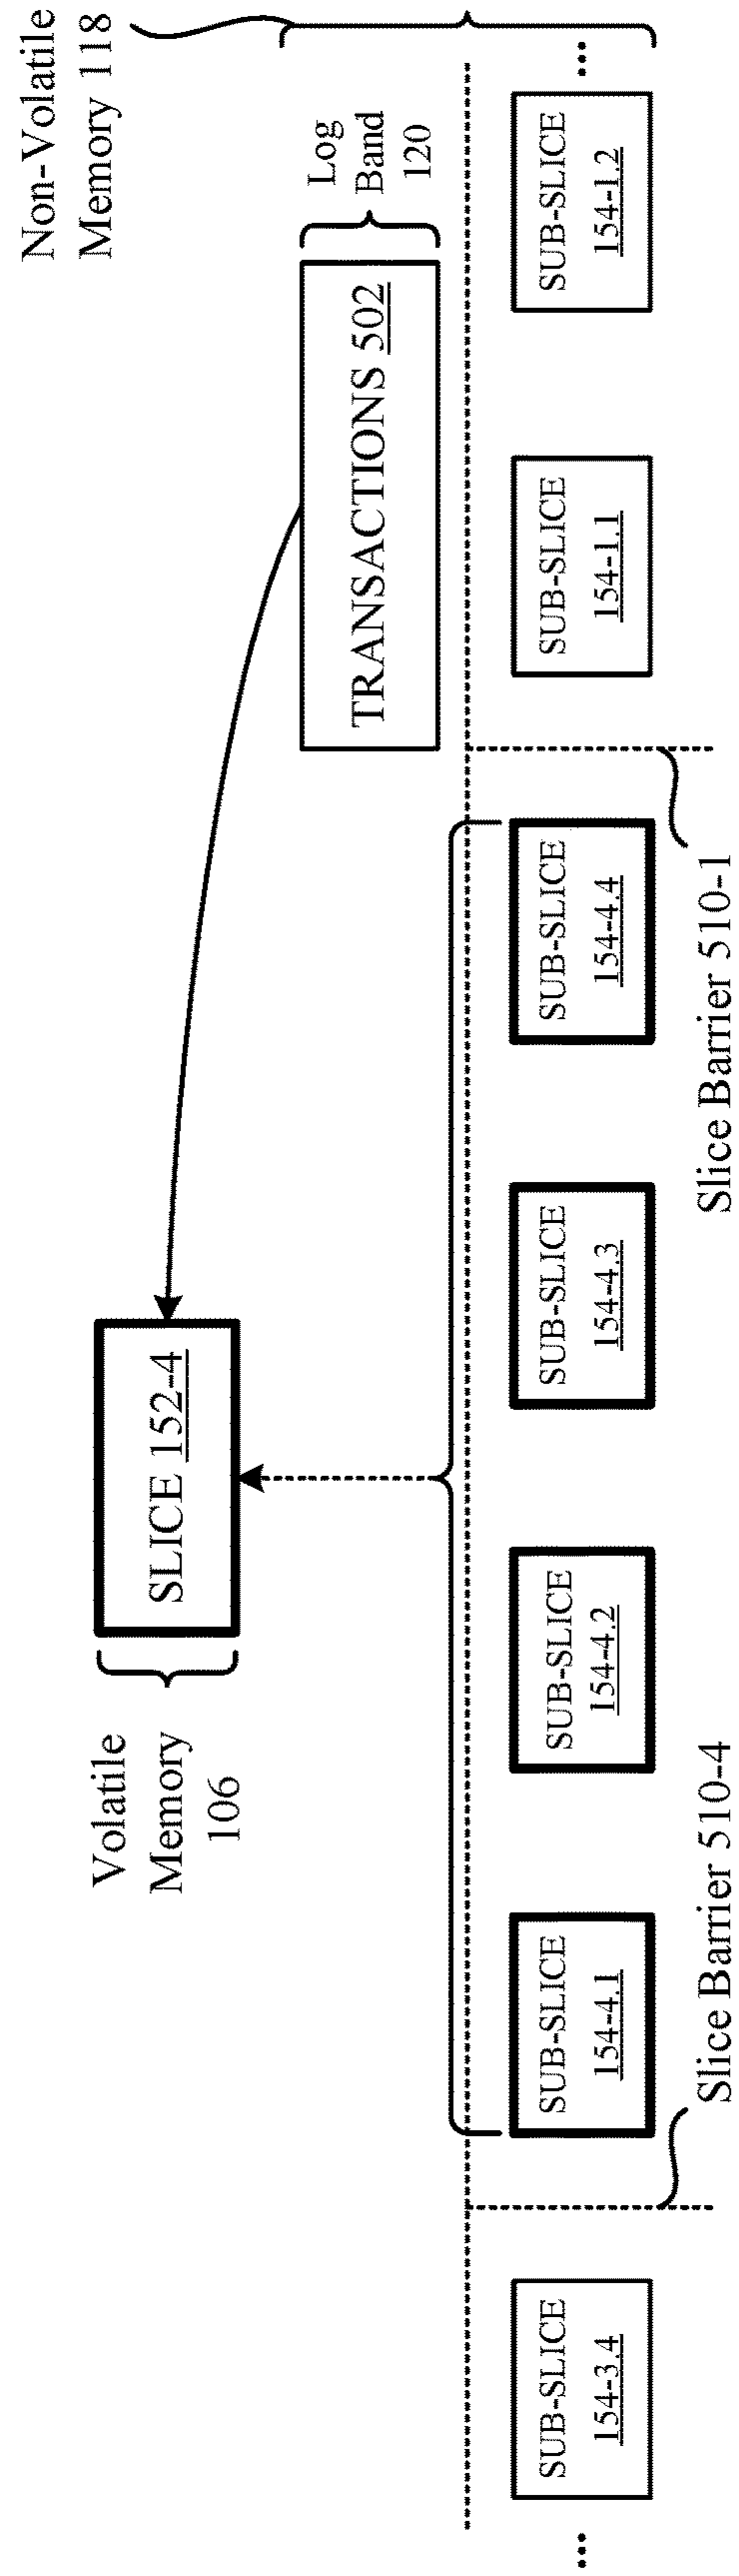 Non-Volatile
Memory 118
Volatile
Memory
106
SLICE 152-4
Log
Band
120
TRANSACTIONS 502
...
SUB-SLICE
154-3.4
SUB-SLICE
154-4.1
SUB-SLICE
154-4.2
SUB-SLICE
154-4.3
SUB-SLICE
154-4.4
SUB-SLICE
154-1.1
SUB-SLICE
154-1.2
...
Slice Barrier 510-4
Slice Barrier 510-1